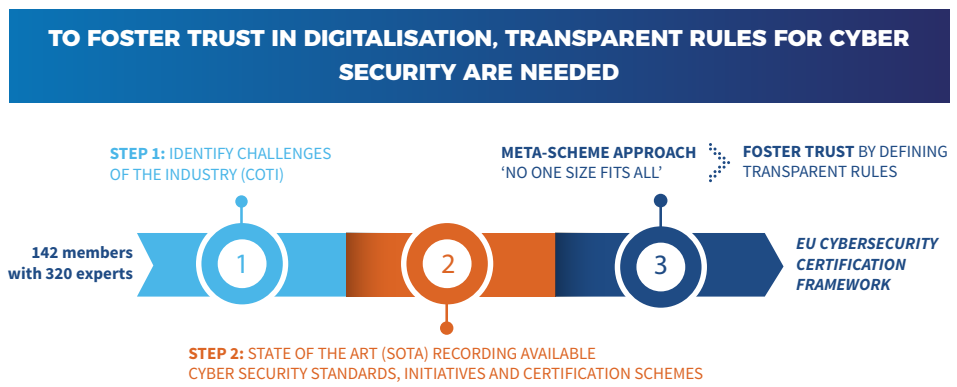 TO FOSTER TRUST IN DIGITALISATION, TRANSPARENT RULES FOR CYBER
SECURITY ARE NEEDED
STEP 1: IDENTIFY CHALLENGES
OF THE INDUSTRY (COTI)
META-SCHEME APPROACH
‘NO ONE SIZE FITS ALL’
FOSTER TRUST BY DEFINING
TRANSPARENT RULES
142 members
with 320 experts
1
2
3
EU CYBERSECURITY
CERTIFICATION
FRAMEWORK
STEP 2: STATE OF THE ART (SOTA) RECORDING AVAILABLE
CYBER SECURITY STANDARDS, INITIATIVES AND CERTIFICATION SCHEMES